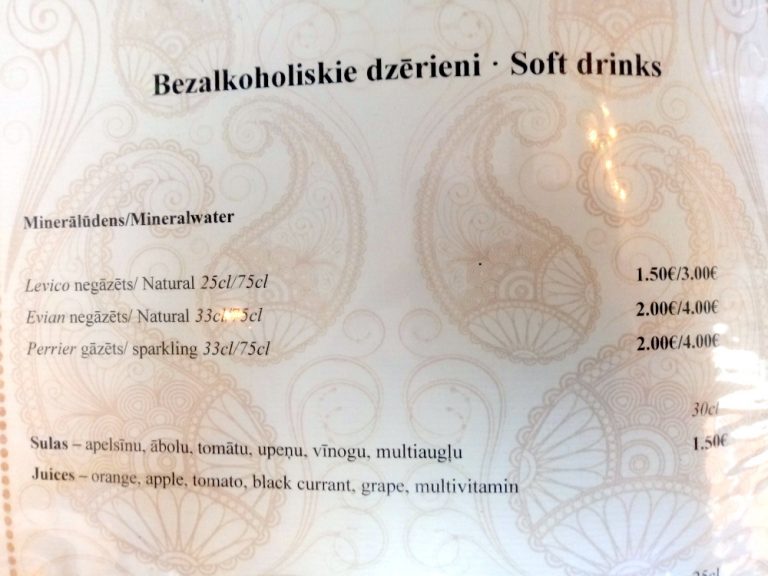 Bezalkoholiskie dzērieni · Soft drinks
Minerālūdens/Mineralwater
Levico negāzēts/ Natural 25cl/75cl 1.50€/3.00€
Evian negāzēts/ Natural 33cl/75cl 2.00€/4.00€
Perrier gāzēts/ sparkling 33cl/75cl 2.00€/4.00€
30cl
Sulas – apelsīnu, ābolu, tomātu, upeņu, vīnogu, multiaugļu 1.50€
Juices – orange, apple, tomato, black currant, grape, multivitamin